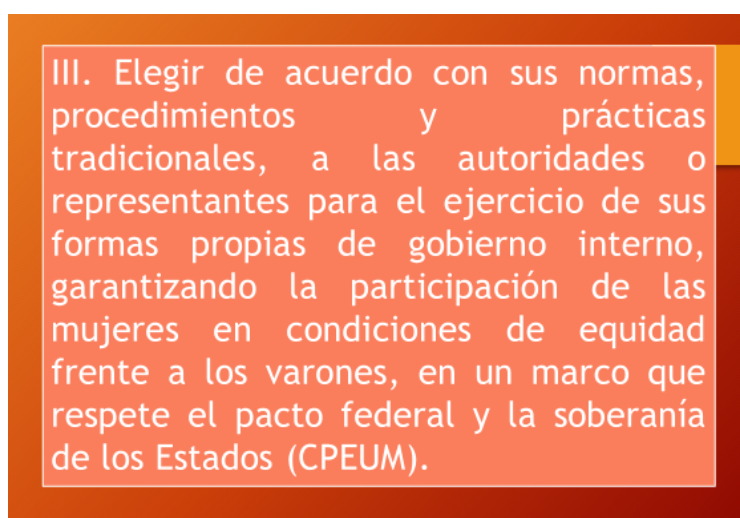 III. Elegir de acuerdo con sus normas,
procedimientos y prácticas
tradicionales, a las autoridades o
representantes para el ejercicio de sus
formas propias de gobierno interno,
garantizando la participación de las
mujeres en condiciones de equidad
frente a los varones, en un marco que
respete el pacto federal y la soberanía
de los Estados (CPEUM).